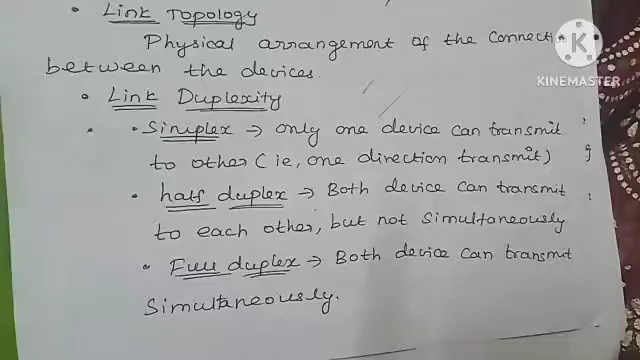 • Link Topology
Physical arrangement of the Connecti
between the devices.
• Link Duplexity
• • Simplex → only one device can transmit
to other (ie, one direction transmit)
• half duplex → Both device can transmit
to each other, but not simultaneously
• Full duplex → Both device can transmit
Simultaneously.
K
KINEMASTER